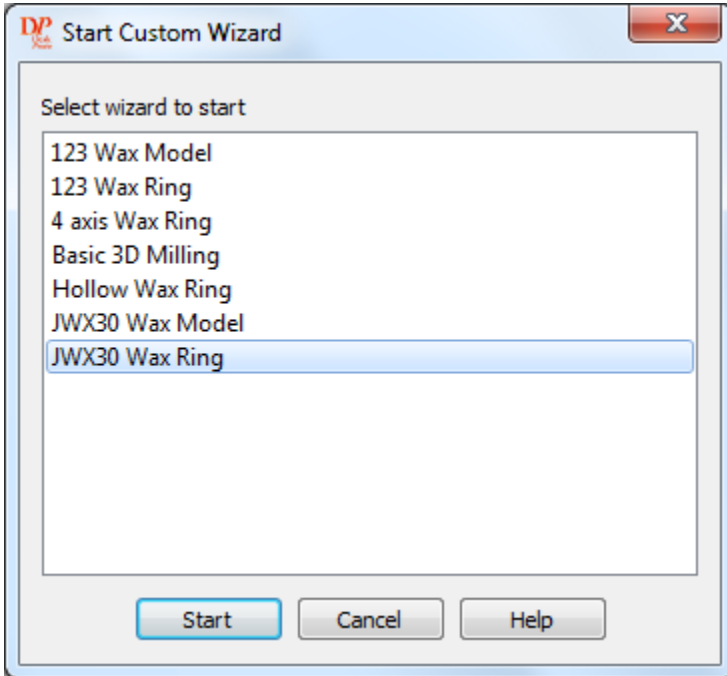 DP Start Custom Wizard
Select wizard to start
123 Wax Model
123 Wax Ring
4 axis Wax Ring
Basic 3D Milling
Hollow Wax Ring
JWX30 Wax Model
JWX30 Wax Ring
Start Cancel Help